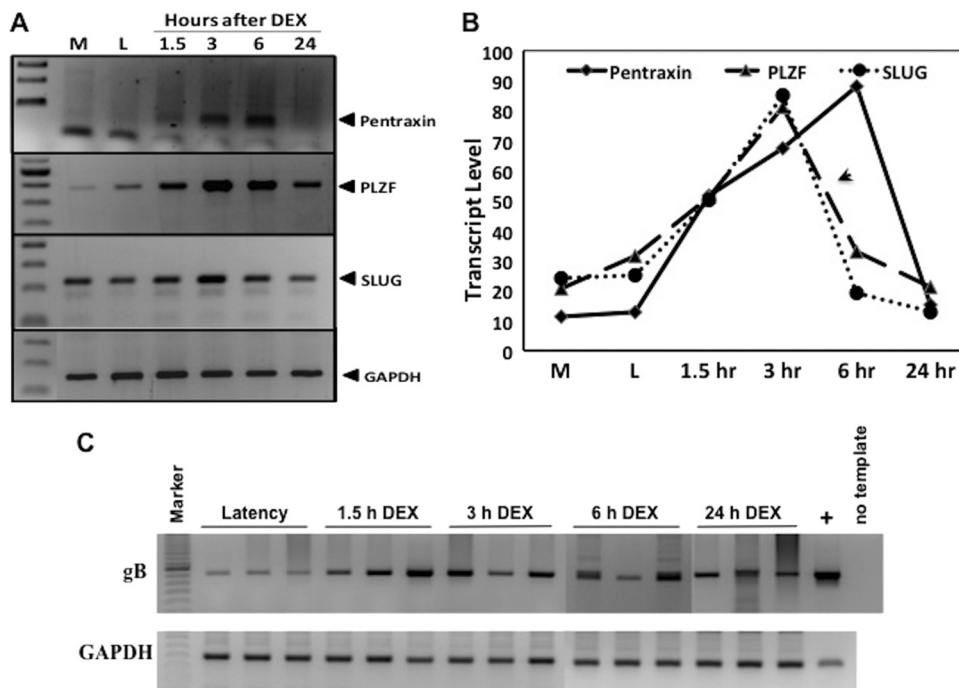 A
Hours after DEX
M L 1.5 3 6 24
Pentraxin
PLZF
SLUG
GAPDH
B
Pentraxin PLZF SLUG
Transcript Level
100
90
80
70
60
50
40
30
20
10
0
M L 1.5 hr 3 hr 6 hr 24 hr
C
Marker
Latency 1.5 h DEX 3 h DEX 6 h DEX 24 h DEX + no template
gB
GAPDH